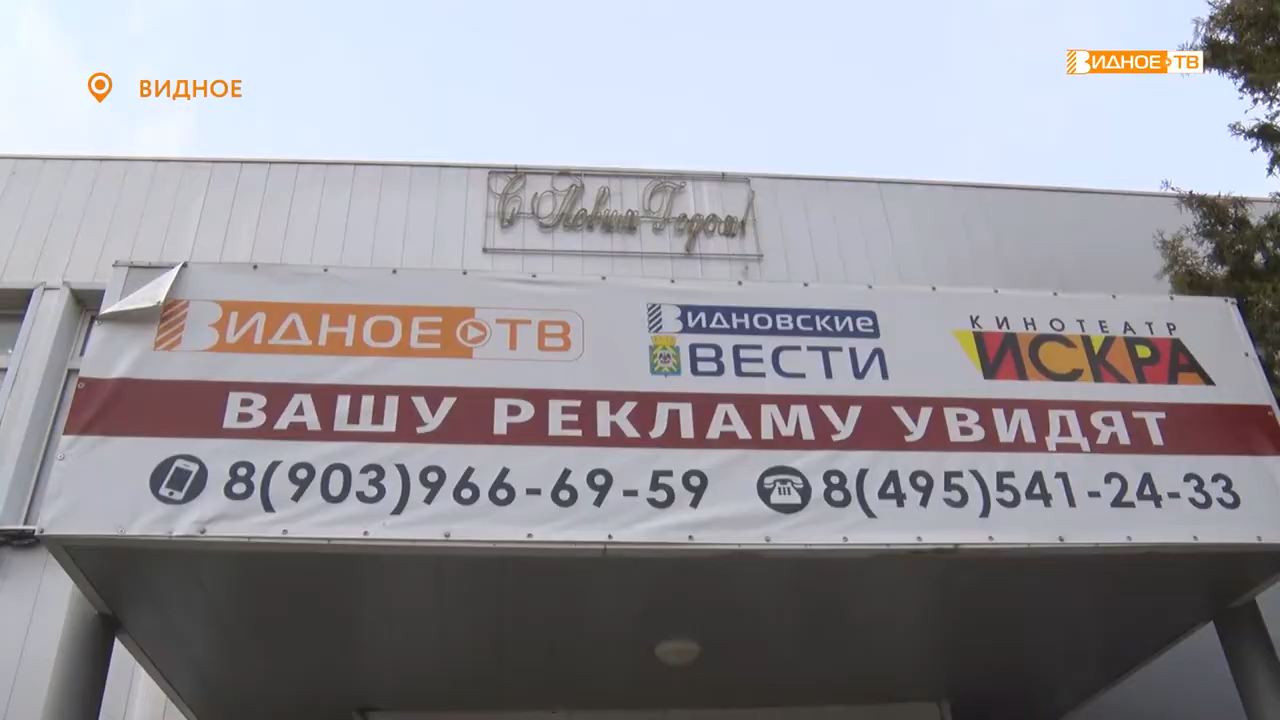 ВИДНОЕ
ВИДНОЕ ТВ
С Новым Годом!
ВИДНОЕ ТВ
ВИДНОВСКИЕ
ВЕСТИ
КИНОТЕАТР
ИСКРА
ВАШУ РЕКЛАМУ УВИДЯТ
8(903)966-69-59
8(495)541-24-33